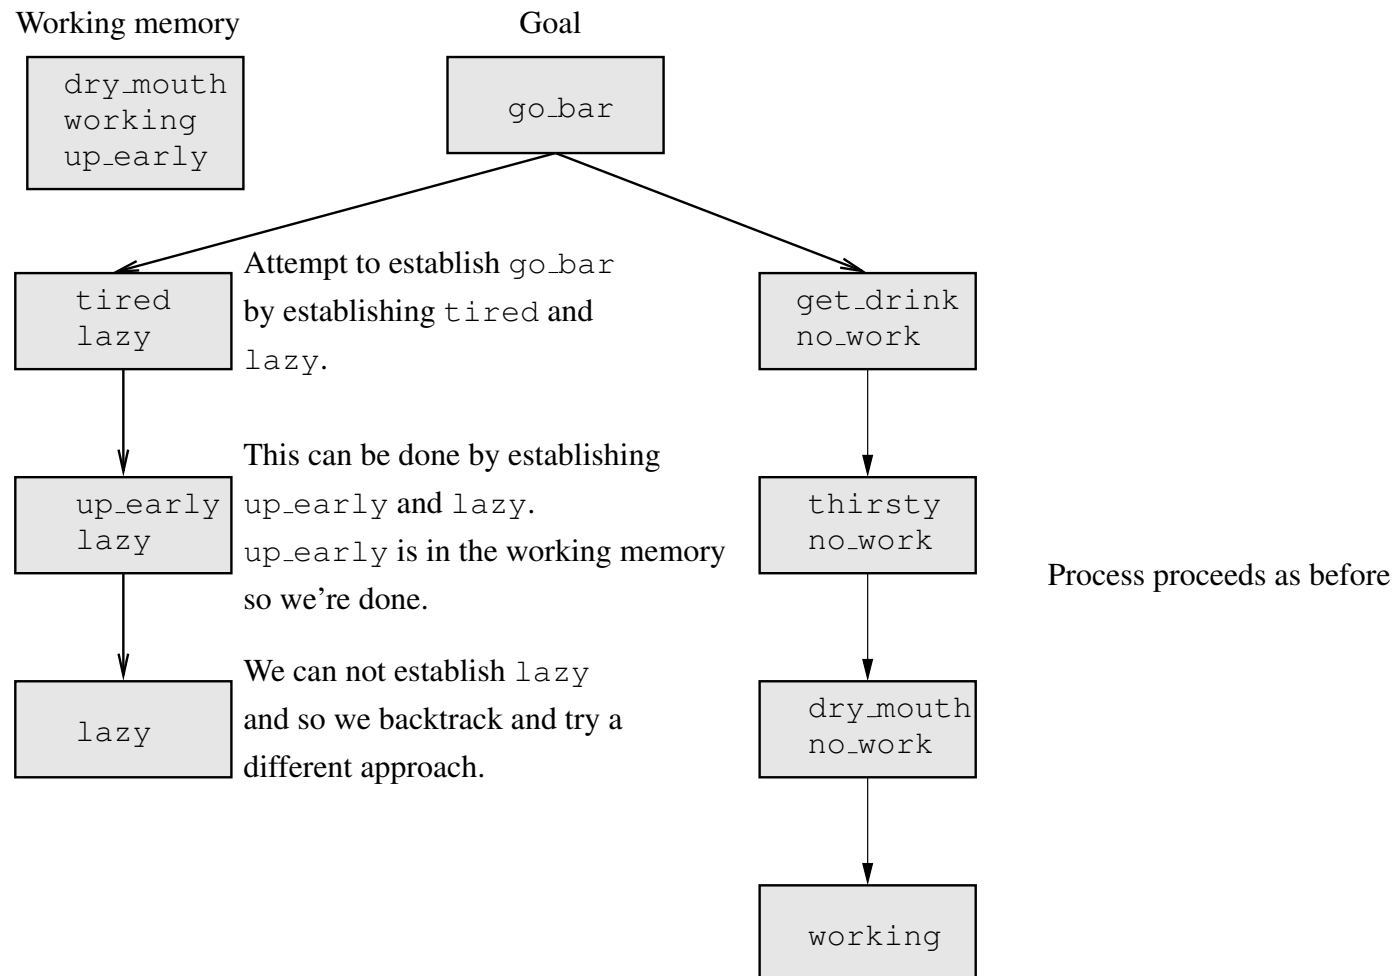 Working memory
Goal
dry_mouth
working
up_early
go_bar
tired
lazy
Attempt to establish go_bar
by establishing tired and
lazy.
get_drink
no_work
up_early
lazy
This can be done by establishing
up_early and lazy.
up_early is in the working memory
so we're done.
thirsty
no_work
Process proceeds as before
lazy
We can not establish lazy
and so we backtrack and try a
different approach.
dry_mouth
no_work
working